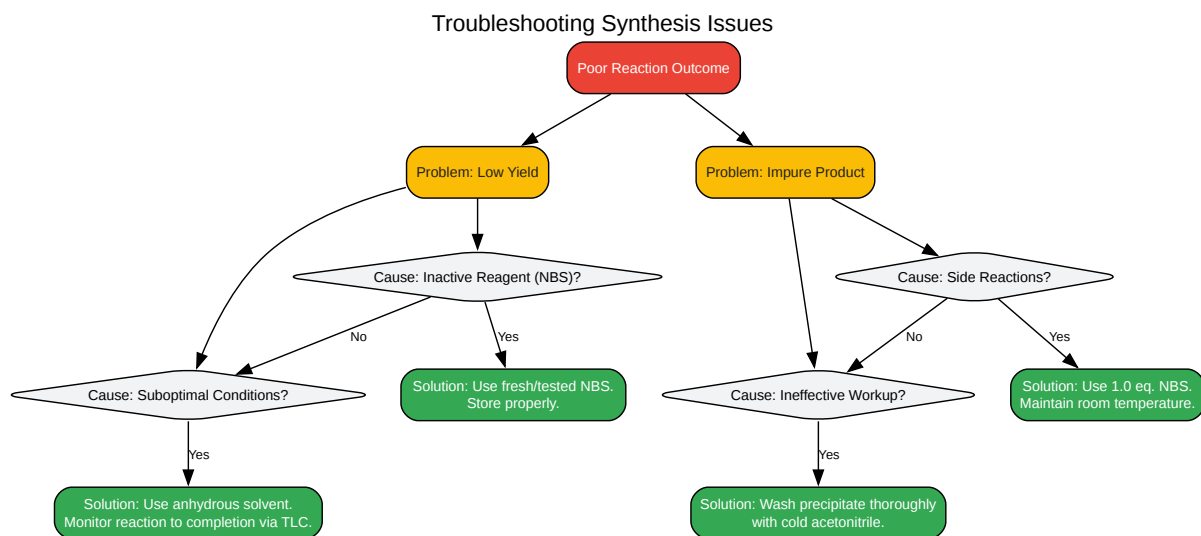 Troubleshooting Synthesis Issues
Poor Reaction Outcome
Problem: Low Yield
Problem: Impure Product
Cause: Inactive Reagent (NBS)?
Cause: Side Reactions?
No
Yes
No
Yes
Cause: Suboptimal Conditions?
Solution: Use fresh/tested NBS.
Store properly.
Cause: Ineffective Workup?
Solution: Use 1.0 eq. NBS.
Maintain room temperature.
Yes
Yes
Solution: Use anhydrous solvent.
Monitor reaction to completion via TLC.
Solution: Wash precipitate thoroughly
with cold acetonitrile.